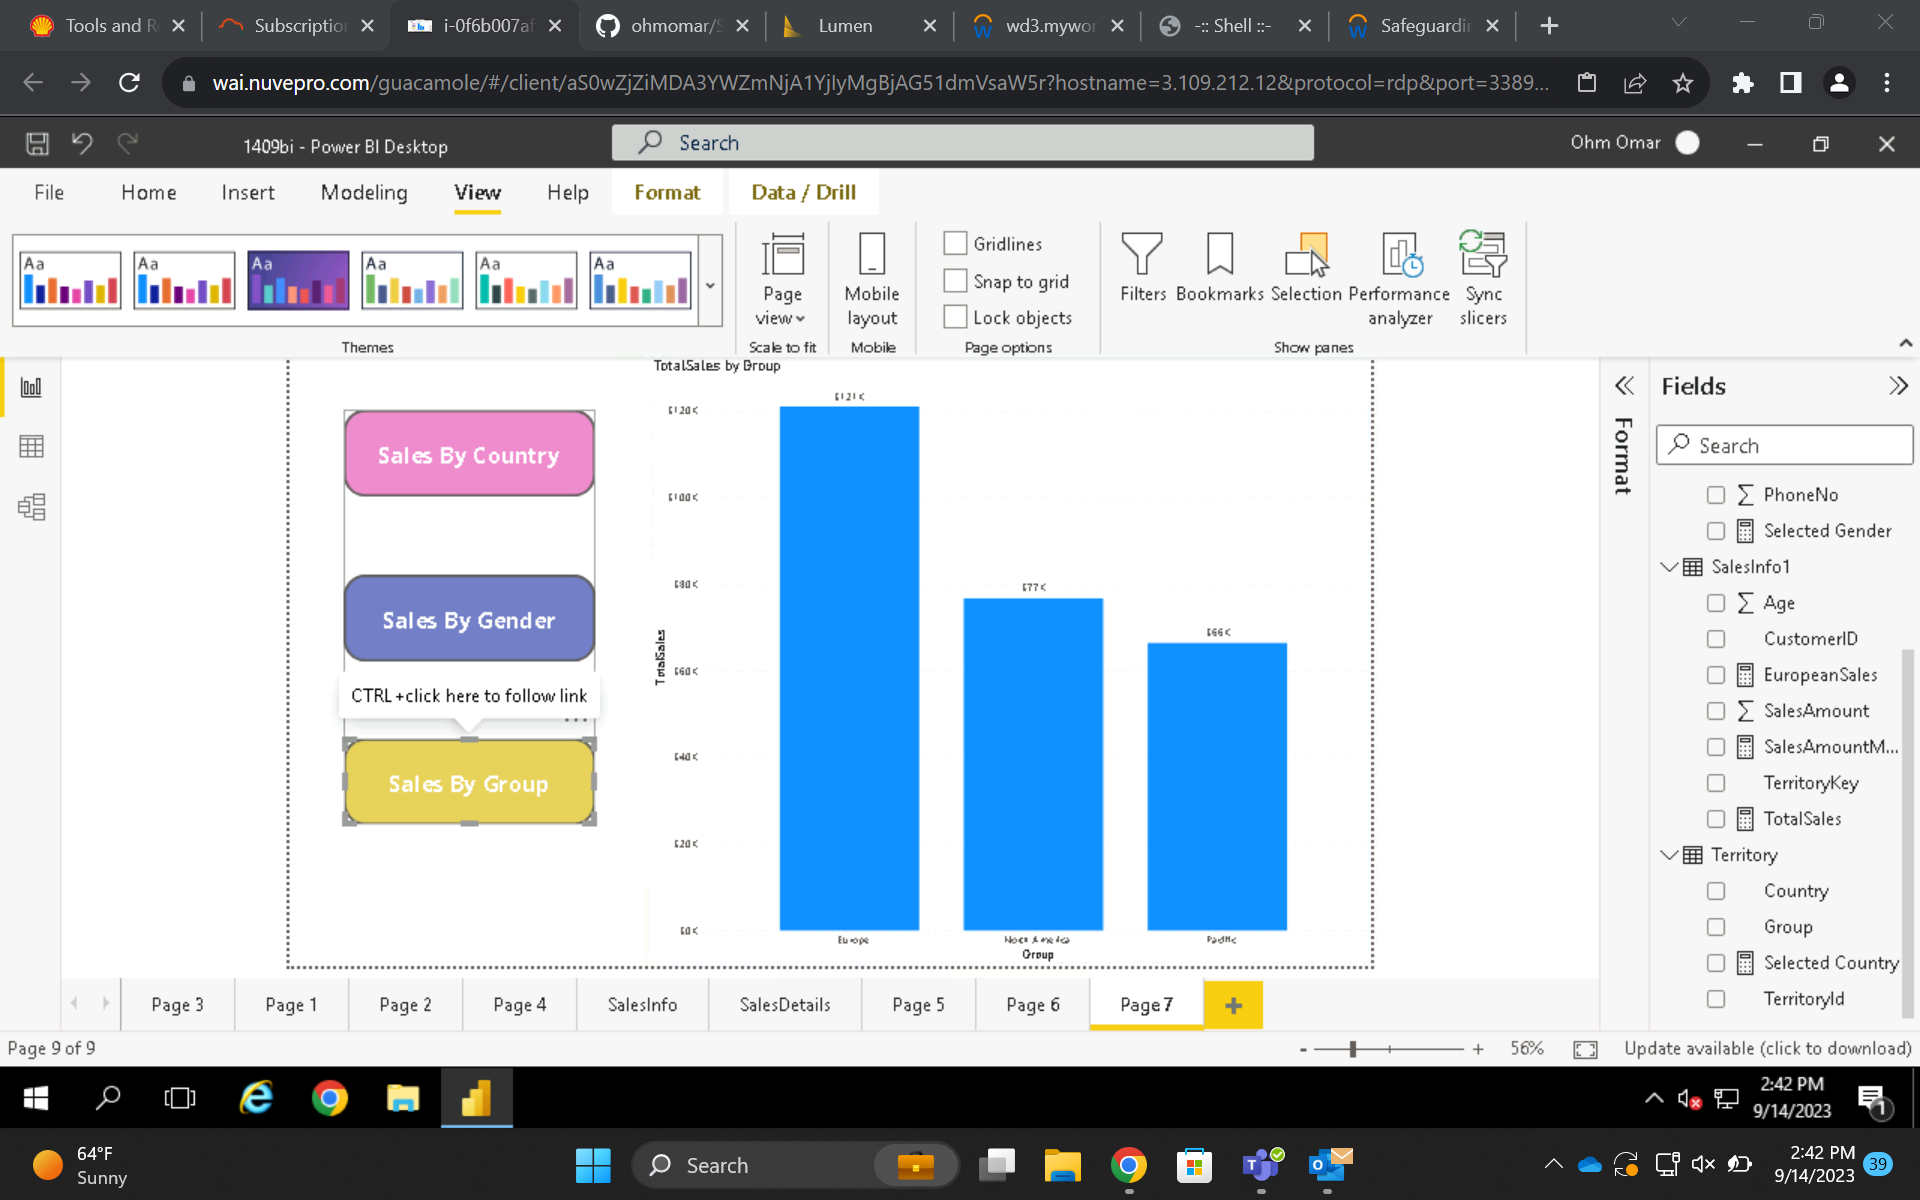 Tools and R
Subscription
i-0f6b007af
ohmomar/S
Lumen
wd3.mywor
-:: Shell ::-
Safeguardin
wai.nuvepro.com/guacamole/#/client/aS0wZjZiMDA3YWZmNjA1YjIyMgBjAG51dmVsaW5r?hostname=3.109.212.12&protocol=rdp&port=3389...
1409bi - Power BI Desktop
Search
Ohm Omar
File
Home
Insert
Modeling
View
Help
Format
Data / Drill
Aa
Aa
Aa
Aa
Aa
Aa
Themes
Page
view
Scale to fit
Mobile
layout
Mobile
Gridlines
Snap to grid
Lock objects
Page options
Filters
Bookmarks
Selection
Performance
analyzer
Sync
slicers
Show panes
Sales By Country
Sales By Gender
CTRL+click here to follow link
Sales By Group
TotalSales by Group
TotalSales
$120K
$100K
$80K
$60K
$40K
$20K
$0K
$121K
$77K
$66K
Europe
North America
Pacific
Group
Format
Fields
Search
PhoneNo
Selected Gender
SalesInfo1
Age
CustomerID
EuropeanSales
SalesAmount
SalesAmountM...
TerritoryKey
TotalSales
Territory
Country
Group
Selected Country
TerritoryId
Page 3
Page 1
Page 2
Page 4
SalesInfo
SalesDetails
Page 5
Page 6
Page 7
Page 9 of 9
56%
Update available (click to download)
2:42 PM
9/14/2023
1
64°F
Sunny
Search
2:42 PM
9/14/2023
39